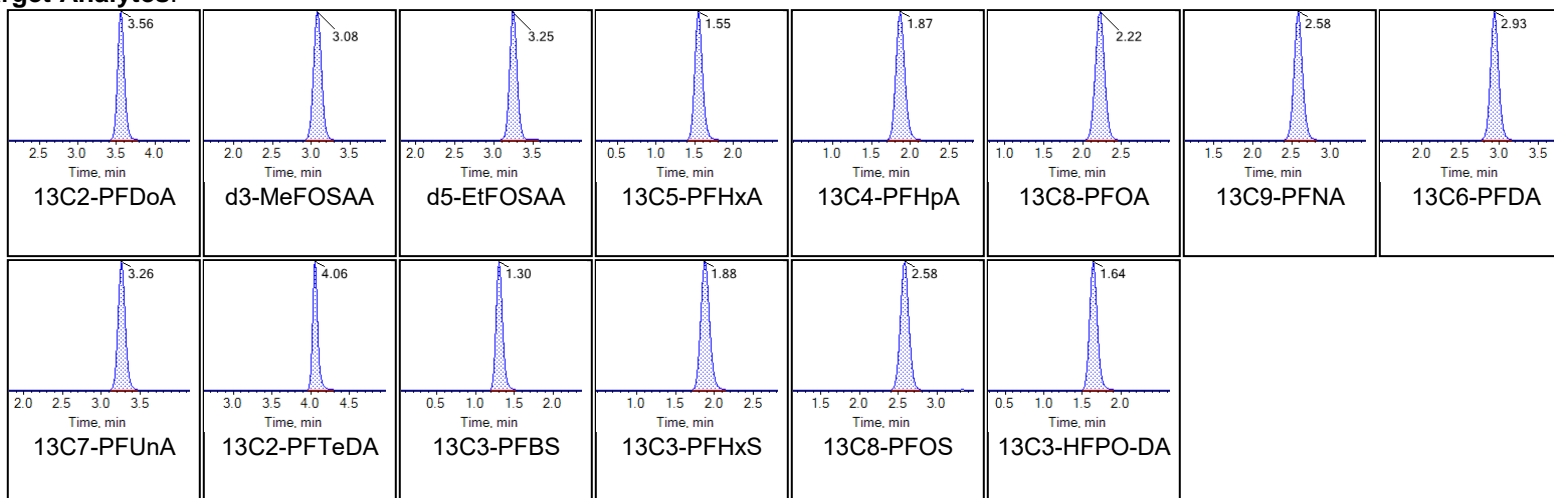 rget Analytes:
3.56 3.08 3.25 1.55 1.87 2.22 2.58 2.93
2.5 3.0 3.5 4.0 2.0 2.5 3.0 3.5 2.0 2.5 3.0 3.5 0.5 1.0 1.5 2.0 1.0 1.5 2.0 2.5 1.0 1.5 2.0 2.5 1.5 2.0 2.5 3.0 2.0 2.5 3.0 3.5
Time, min Time, min Time, min Time, min Time, min Time, min Time, min Time, min
13C2-PFDoA d3-MeFOSAA d5-EtFOSAA 13C5-PFHxA 13C4-PFHpA 13C8-PFOA 13C9-PFNA 13C6-PFDA
3.26 4.06 1.30 1.88 2.58 1.64
2.0 2.5 3.0 3.5 3.0 3.5 4.0 4.5 0.5 1.0 1.5 2.0 1.0 1.5 2.0 2.5 1.5 2.0 2.5 3.0 0.5 1.0 1.5 2.0
Time, min Time, min Time, min Time, min Time, min Time, min
13C7-PFUnA 13C2-PFTeDA 13C3-PFBS 13C3-PFHxS 13C8-PFOS 13C3-HFPO-DA